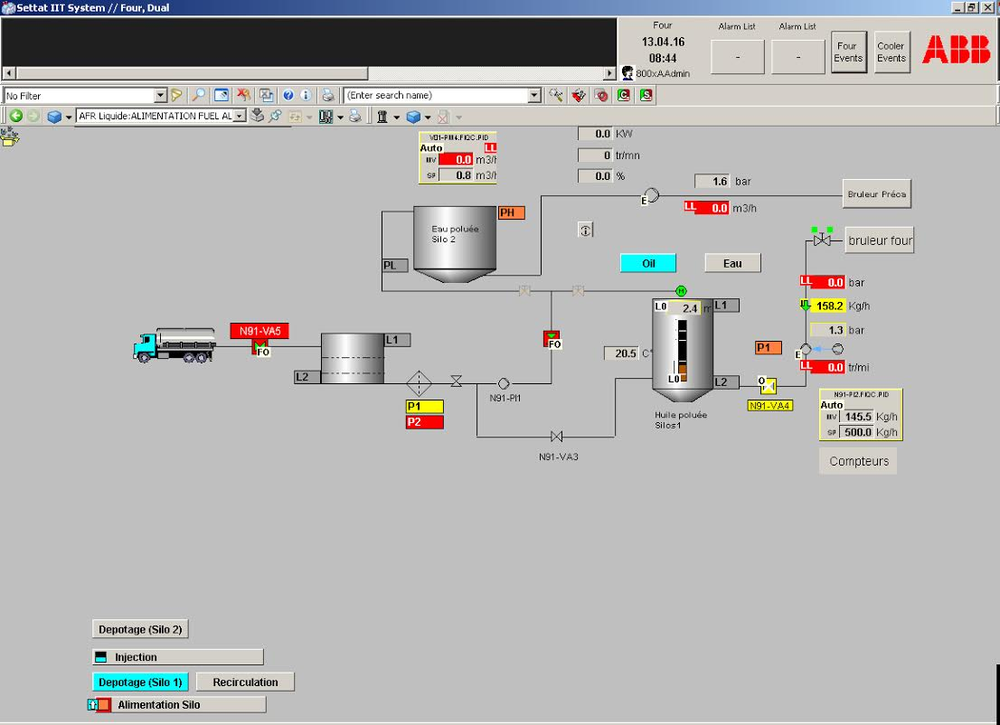 Settat IIT System // Four, Dual
Four
13.04.16
08:44
800xAAdmin
Alarm List
-
Alarm List
-
Four
Events
Cooler
Events
ABB
No Filter
(Enter search name)
AFR Liquide:ALIMENTATION FUEL AL
V01-PM4.FIQC.PID
Auto
LL
MV 0.0 m3/h
SP 0.8 m3/h
0.0 KW
0 tr/mn
0.0 %
1.6 bar
E
LL 0.0 m3/h
Bruleur Préca
Eau poluée
Silo 2
PH
PL
bruleur four
Oil
Eau
LL 0.0 bar
158.2 Kg/h
1.3 bar
E
LL 0.0 tr/mi
M
L0 2.4 m
L1
20.5 C°
L0
L2
P1
O
N91-VA4
Huile poluée
Silos1
N91-VA5
FO
L1
L2
P1
P2
N91-PI1
FO
N91-VA3
N91-PI2.FIQC.PID
Auto
MV 145.5 Kg/h
SP 500.0 Kg/h
Compteurs
Depotage (Silo 2)
Injection
Depotage (Silo 1)
Recirculation
Alimentation Silo